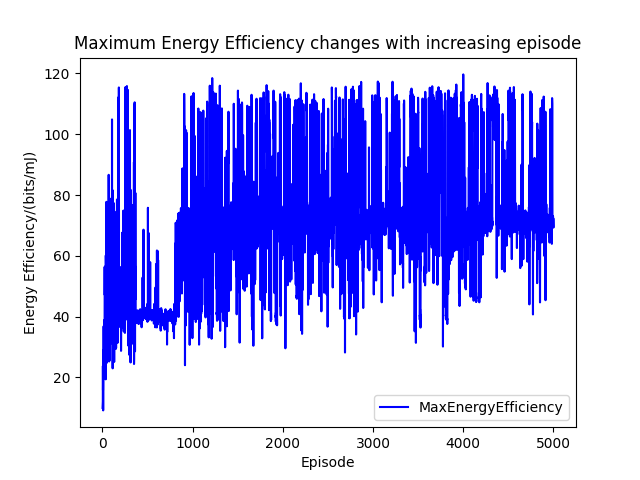 Maximum Energy Efficiency changes with increasing episode
120
100
80
60
40
20
Energy Efficiency/(bits/mJ)
MaxEnergyEfficiency
0 1000 2000 3000 4000 5000
Episode